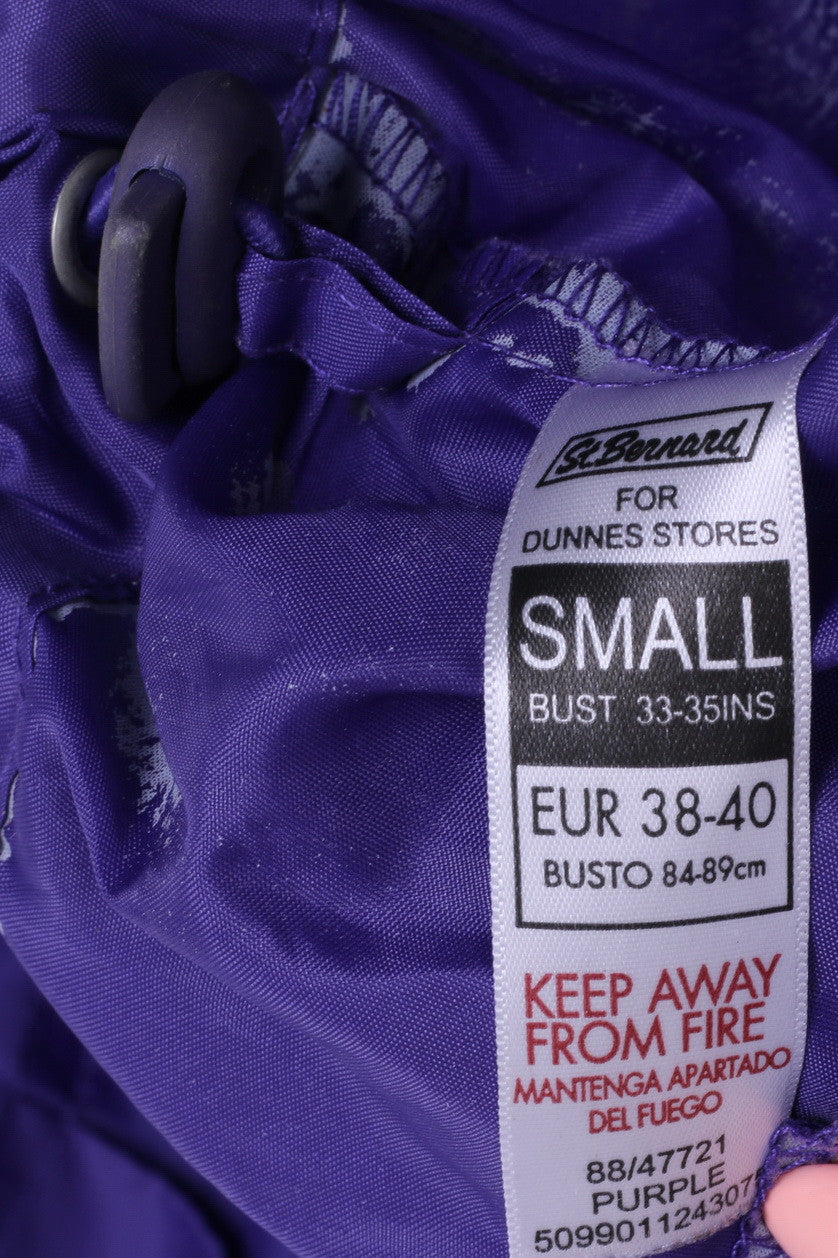 St.Bernard
FOR
DUNNES STORES
SMALL
BUST 33-35INS
EUR 38-40
BUSTO 84-89cm
KEEP AWAY
FROM FIRE
MANTENGA APARTADO
DEL FUEGO
88/47721
PURPLE